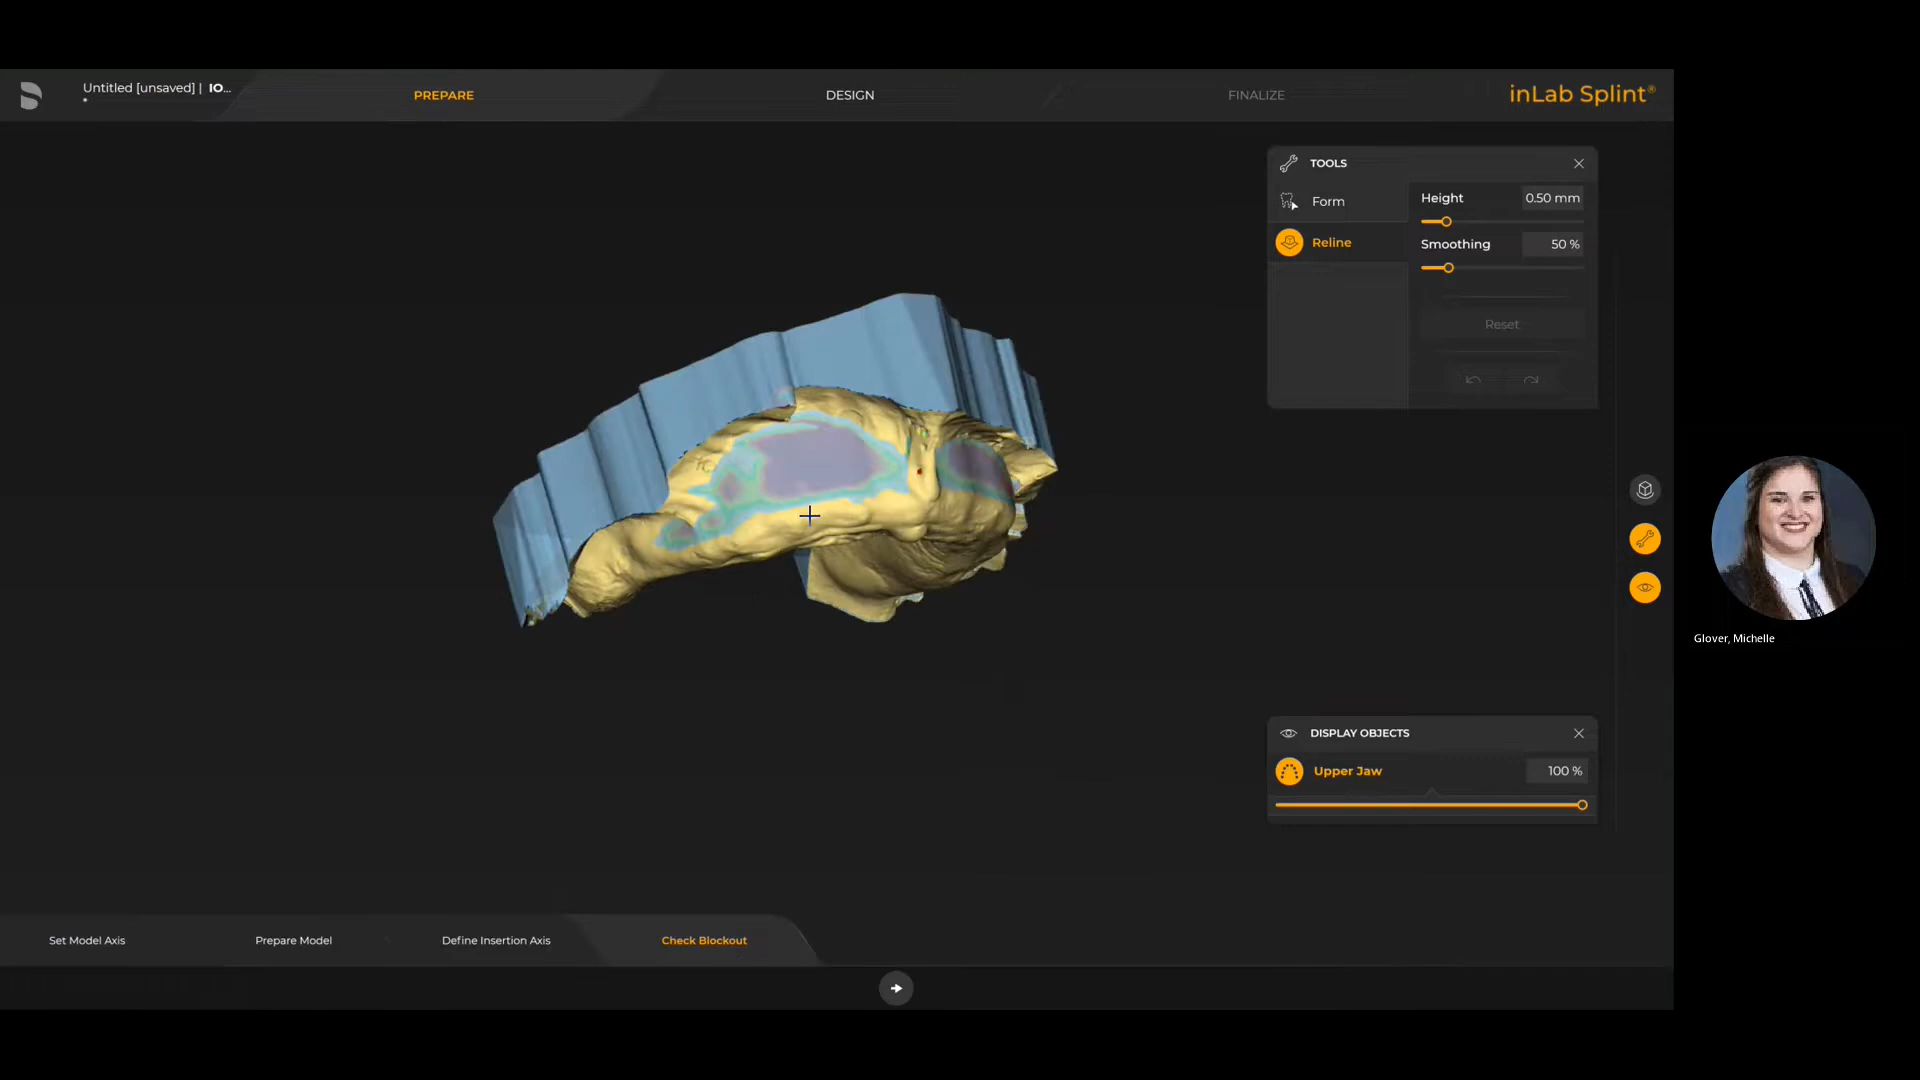 Untitled [unsaved] | IO...
PREPARE
DESIGN
FINALIZE
inLab Splint®
TOOLS
Form
Reline
Height 0.50 mm
Smoothing 50 %
Reset
Glover, Michelle
DISPLAY OBJECTS
Upper Jaw 100 %
Set Model Axis
Prepare Model
Define Insertion Axis
Check Blockout